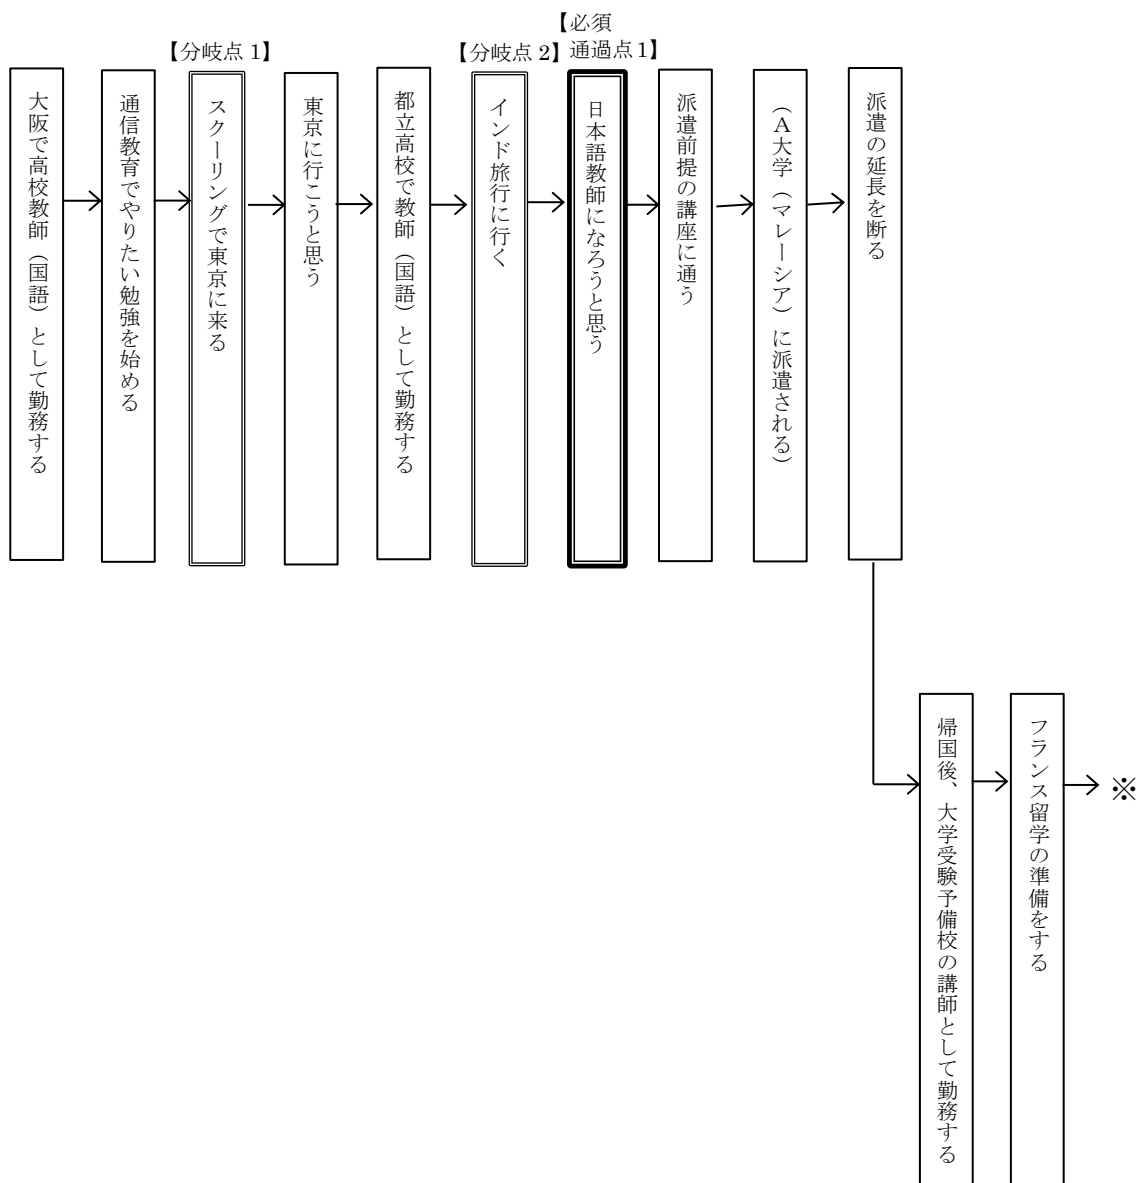 【分岐点 1】
【分岐点 2】
【必須
通過点1】
大阪で高校教師（国語）として勤務する
通信教育でやりたい勉強を始める
スクーリングで東京に来る
東京に行こうと思う
都立高校で教師（国語）として勤務する
インド旅行に行く
日本語教師になろうと思う
派遣前提の講座に通う
（A大学（マレーシア）に派遣される）
派遣の延長を断る
帰国後、大学受験予備校の講師として勤務する
フランス留学の準備をする
※